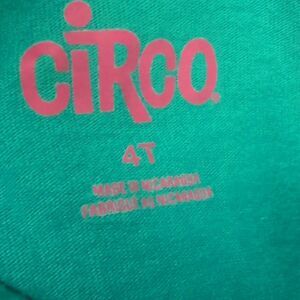 CIRCO
4T
MADE IN NICARAGUA
FABRIQUÉ AU NICARAGUA